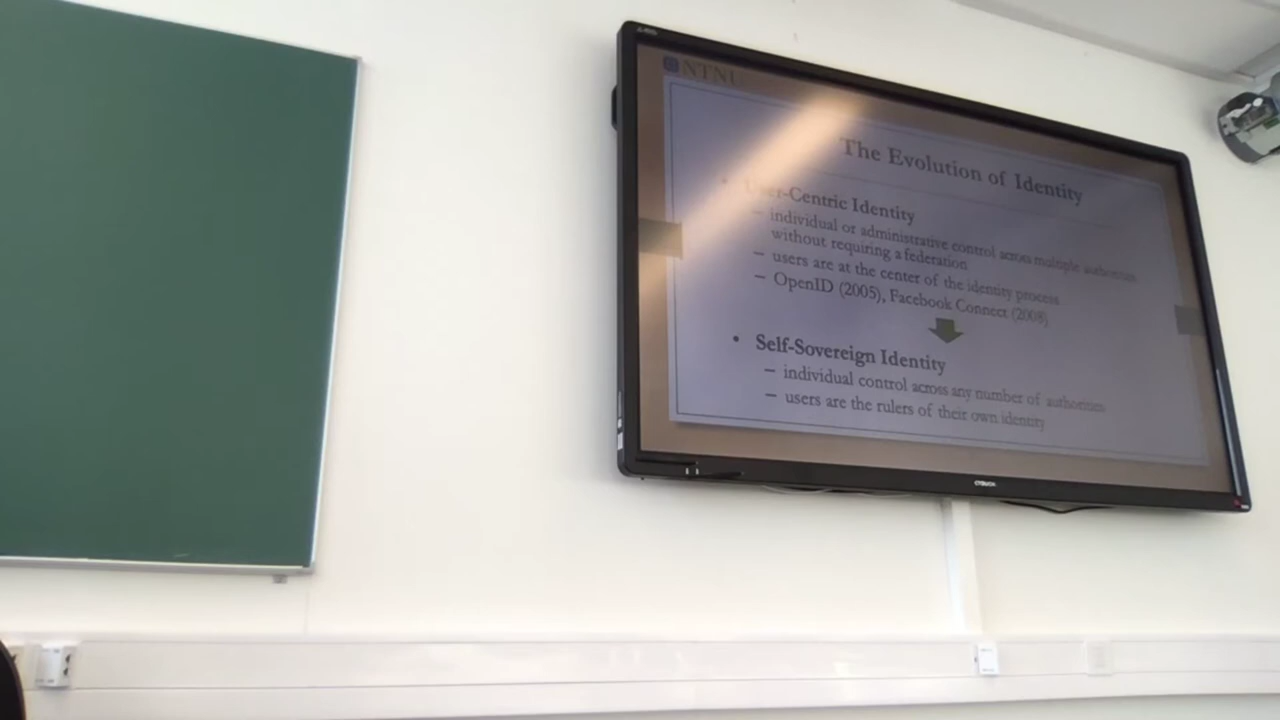 NTNU
The Evolution of Identity
• User-Centric Identity
– individual or administrative control across multiple authorities
without requiring a federation
– users are at the center of the identity process
– OpenID (2005), Facebook Connect (2008)
• Self-Sovereign Identity
– individual control across any number of authorities
– users are the rulers of their own identity
CTOUCH